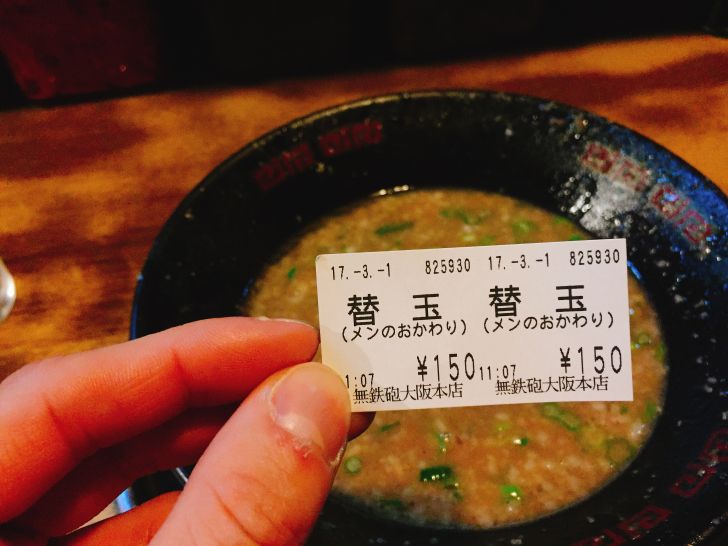 17.-3.-1 825930 17.-3.-1 825930
替 玉 替 玉
(メンのおかわり) (メンのおかわり)
1:07 ¥150 11:07 ¥150
無鉄砲大阪本店 無鉄砲大阪本店